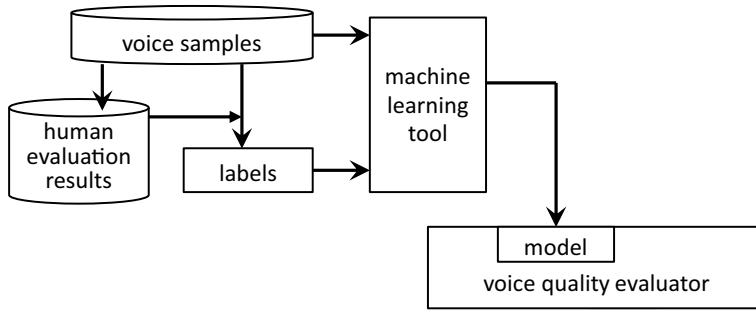 voice samples
human
evaluation
results
labels
machine
learning
tool
model
voice quality evaluator